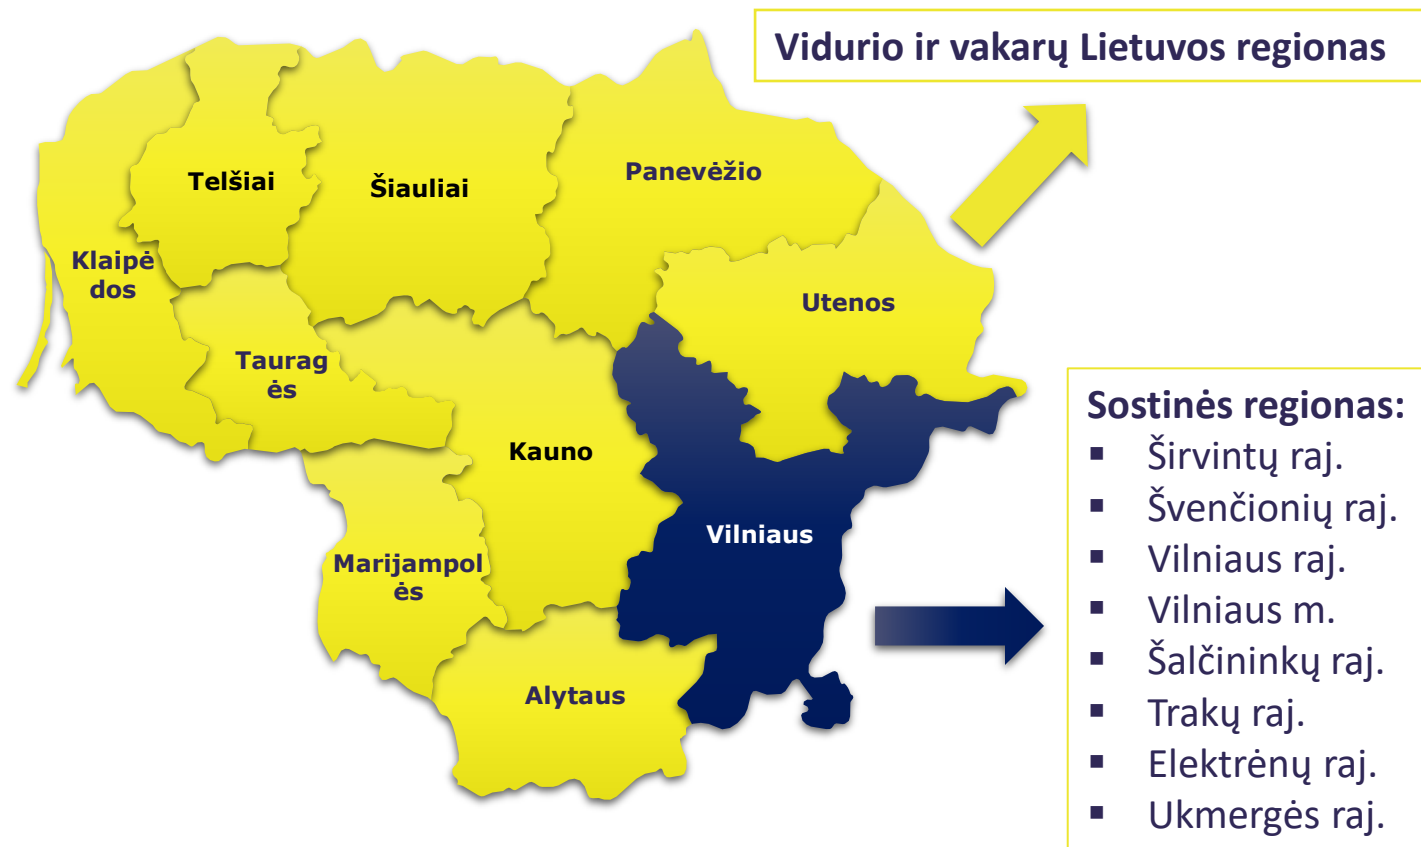 Vidurio ir vakarų Lietuvos regionas
Telšiai
Šiauliai
Panevėžio
Klaipė
dos
Utenos
Taurag
ės
Kauno
Vilniaus
Marijampol
ės
Alytaus
Sostinės regionas:
▪ Širvintų raj.
▪ Švenčionių raj.
▪ Vilniaus raj.
▪ Vilniaus m.
▪ Šalčininkų raj.
▪ Trakų raj.
▪ Elektrėnų raj.
▪ Ukmergės raj.